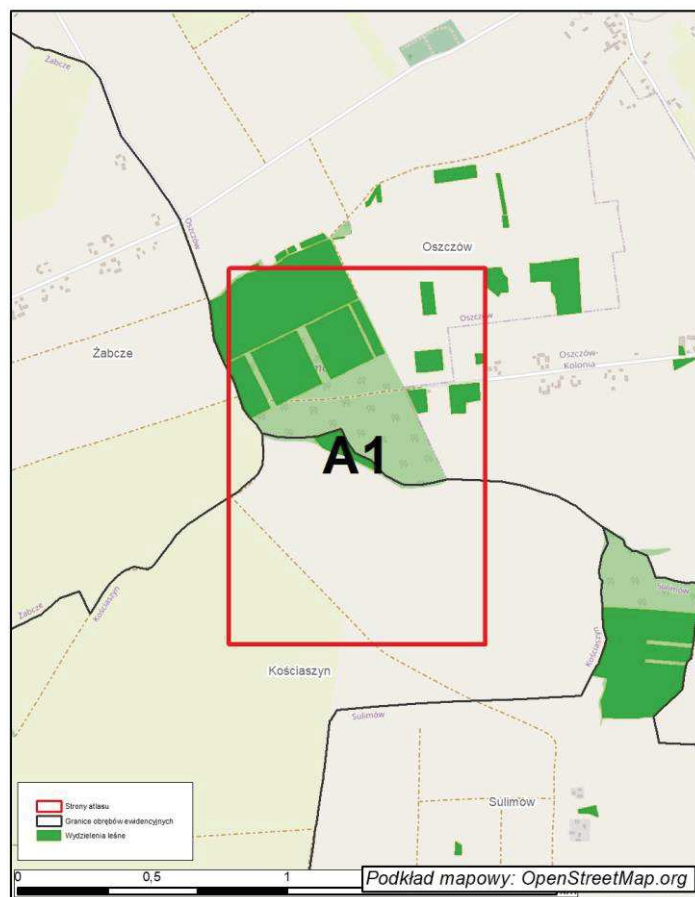 Żabcze
Oszczów
Oszczów
Oszczów
Oszczów-
Kolonia
Żabcze
A1
Sulimów
Kościaszyn
Żabcze
Kościaszyn
Kościaszyn
Sulimów
Sulimów
Strony atlasu
Granice obrębów ewidencyjnych
Wydzielenia leśne
0 0,5 1
Podkład mapowy: OpenStreetMap.org